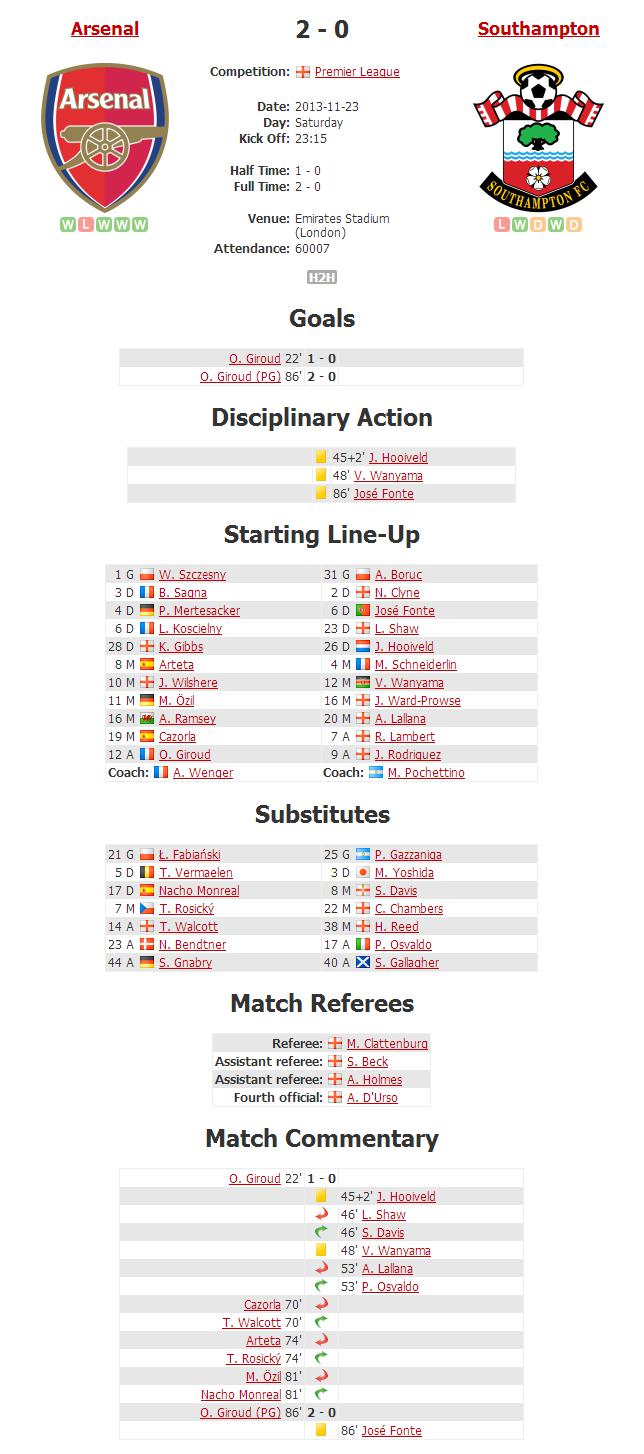 Arsenal 2 - 0 Southampton
Arsenal
SOUTHAMPTON FC
Competition: Premier League
Date: 2013-11-23
Day: Saturday
Kick Off: 23:15
Half Time: 1 - 0
Full Time: 2 - 0
Venue: Emirates Stadium
(London)
Attendance: 60007
W L W W W
L W D W D
H2H
Goals
O. Giroud 22' 1 - 0
O. Giroud (PG) 86' 2 - 0
Disciplinary Action
45+2' J. Hooiveld
48' V. Wanyama
86' José Fonte
Starting Line-Up
1 G W. Szczesny 31 G A. Boruc
3 D B. Sagna 2 D N. Clyne
4 D P. Mertesacker 6 D José Fonte
6 D L. Koscielny 23 D L. Shaw
28 D K. Gibbs 26 D J. Hooiveld
8 M Arteta 4 M M. Schneiderlin
10 M J. Wilshere 12 M V. Wanyama
11 M M. Özil 16 M J. Ward-Prowse
16 M A. Ramsey 20 M A. Lallana
19 M Cazorla 7 A R. Lambert
12 A O. Giroud 9 A J. Rodriguez
Coach: A. Wenger Coach: M. Pochettino
Substitutes
21 G Ł. Fabiański 25 G P. Gazzaniga
5 D T. Vermaelen 3 D M. Yoshida
17 D Nacho Monreal 8 M S. Davis
7 M T. Rosický 22 M C. Chambers
14 A T. Walcott 38 M H. Reed
23 A N. Bendtner 17 A P. Osvaldo
44 A S. Gnabry 40 A S. Gallagher
Match Referees
Referee: M. Clattenburg
Assistant referee: S. Beck
Assistant referee: A. Holmes
Fourth official: A. D'Urso
Match Commentary
O. Giroud 22' 1 - 0
45+2' J. Hooiveld
46' L. Shaw
46' S. Davis
48' V. Wanyama
53' A. Lallana
53' P. Osvaldo
Cazorla 70'
T. Walcott 70'
Arteta 74'
T. Rosický 74'
M. Özil 81'
Nacho Monreal 81'
O. Giroud (PG) 86' 2 - 0
86' José Fonte